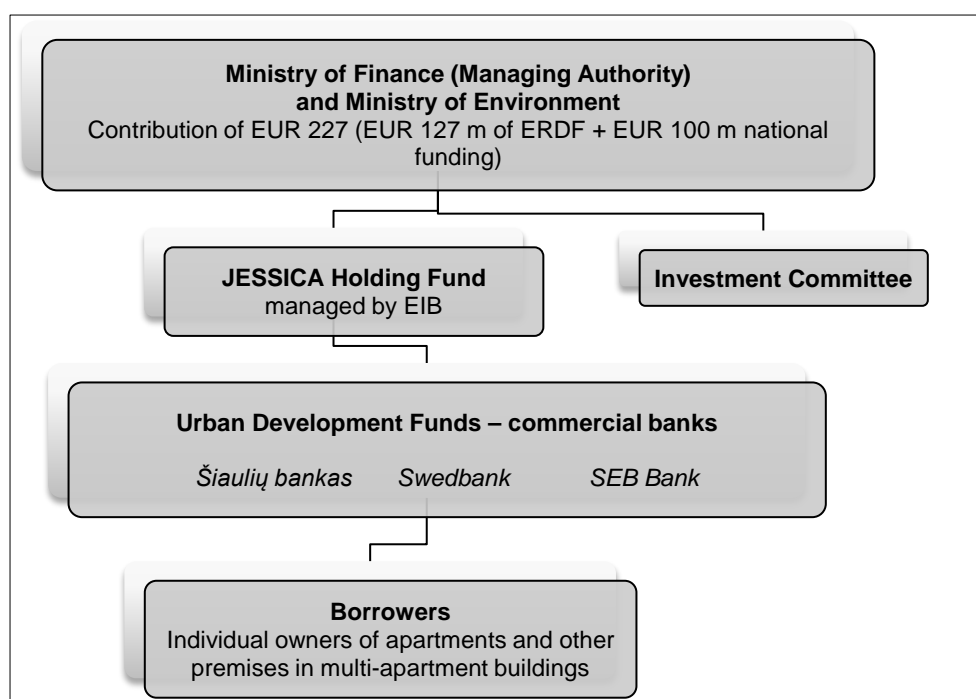 Ministry of Finance (Managing Authority)
and Ministry of Environment
Contribution of EUR 227 (EUR 127 m of ERDF + EUR 100 m national
funding)
JESSICA Holding Fund
managed by EIB
Investment Committee
Urban Development Funds – commercial banks
Šiaulių bankas Swedbank SEB Bank
Borrowers
Individual owners of apartments and other
premises in multi-apartment buildings